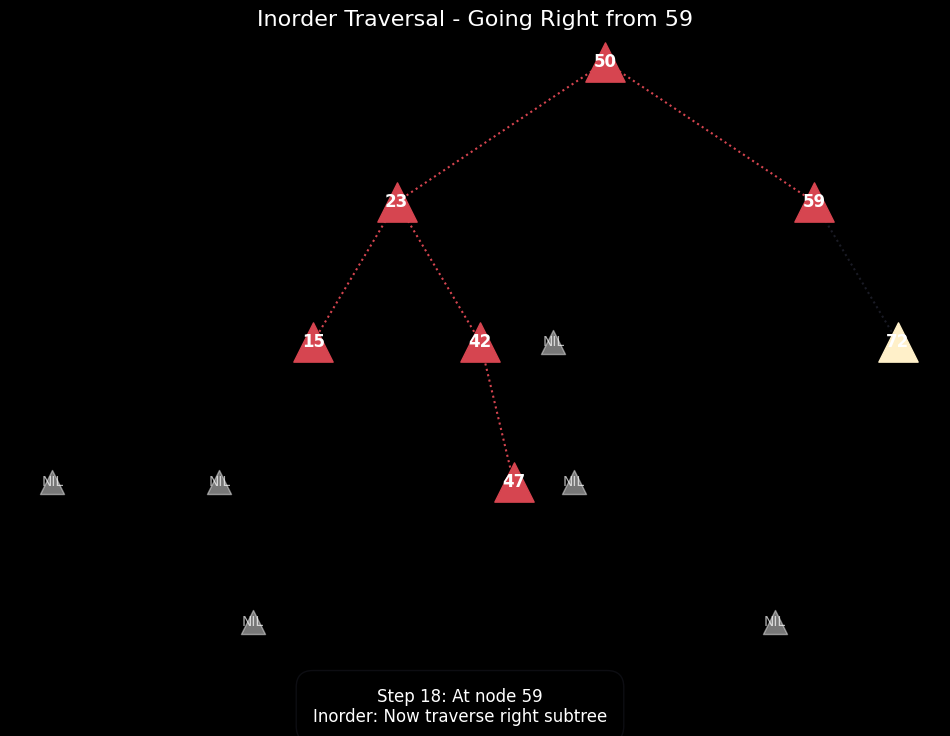 Inorder Traversal - Going Right from 59
50
23
59
15
42
NIL
72
NIL
NIL
47
NIL
NIL
NIL
Step 18: At node 59
Inorder: Now traverse right subtree